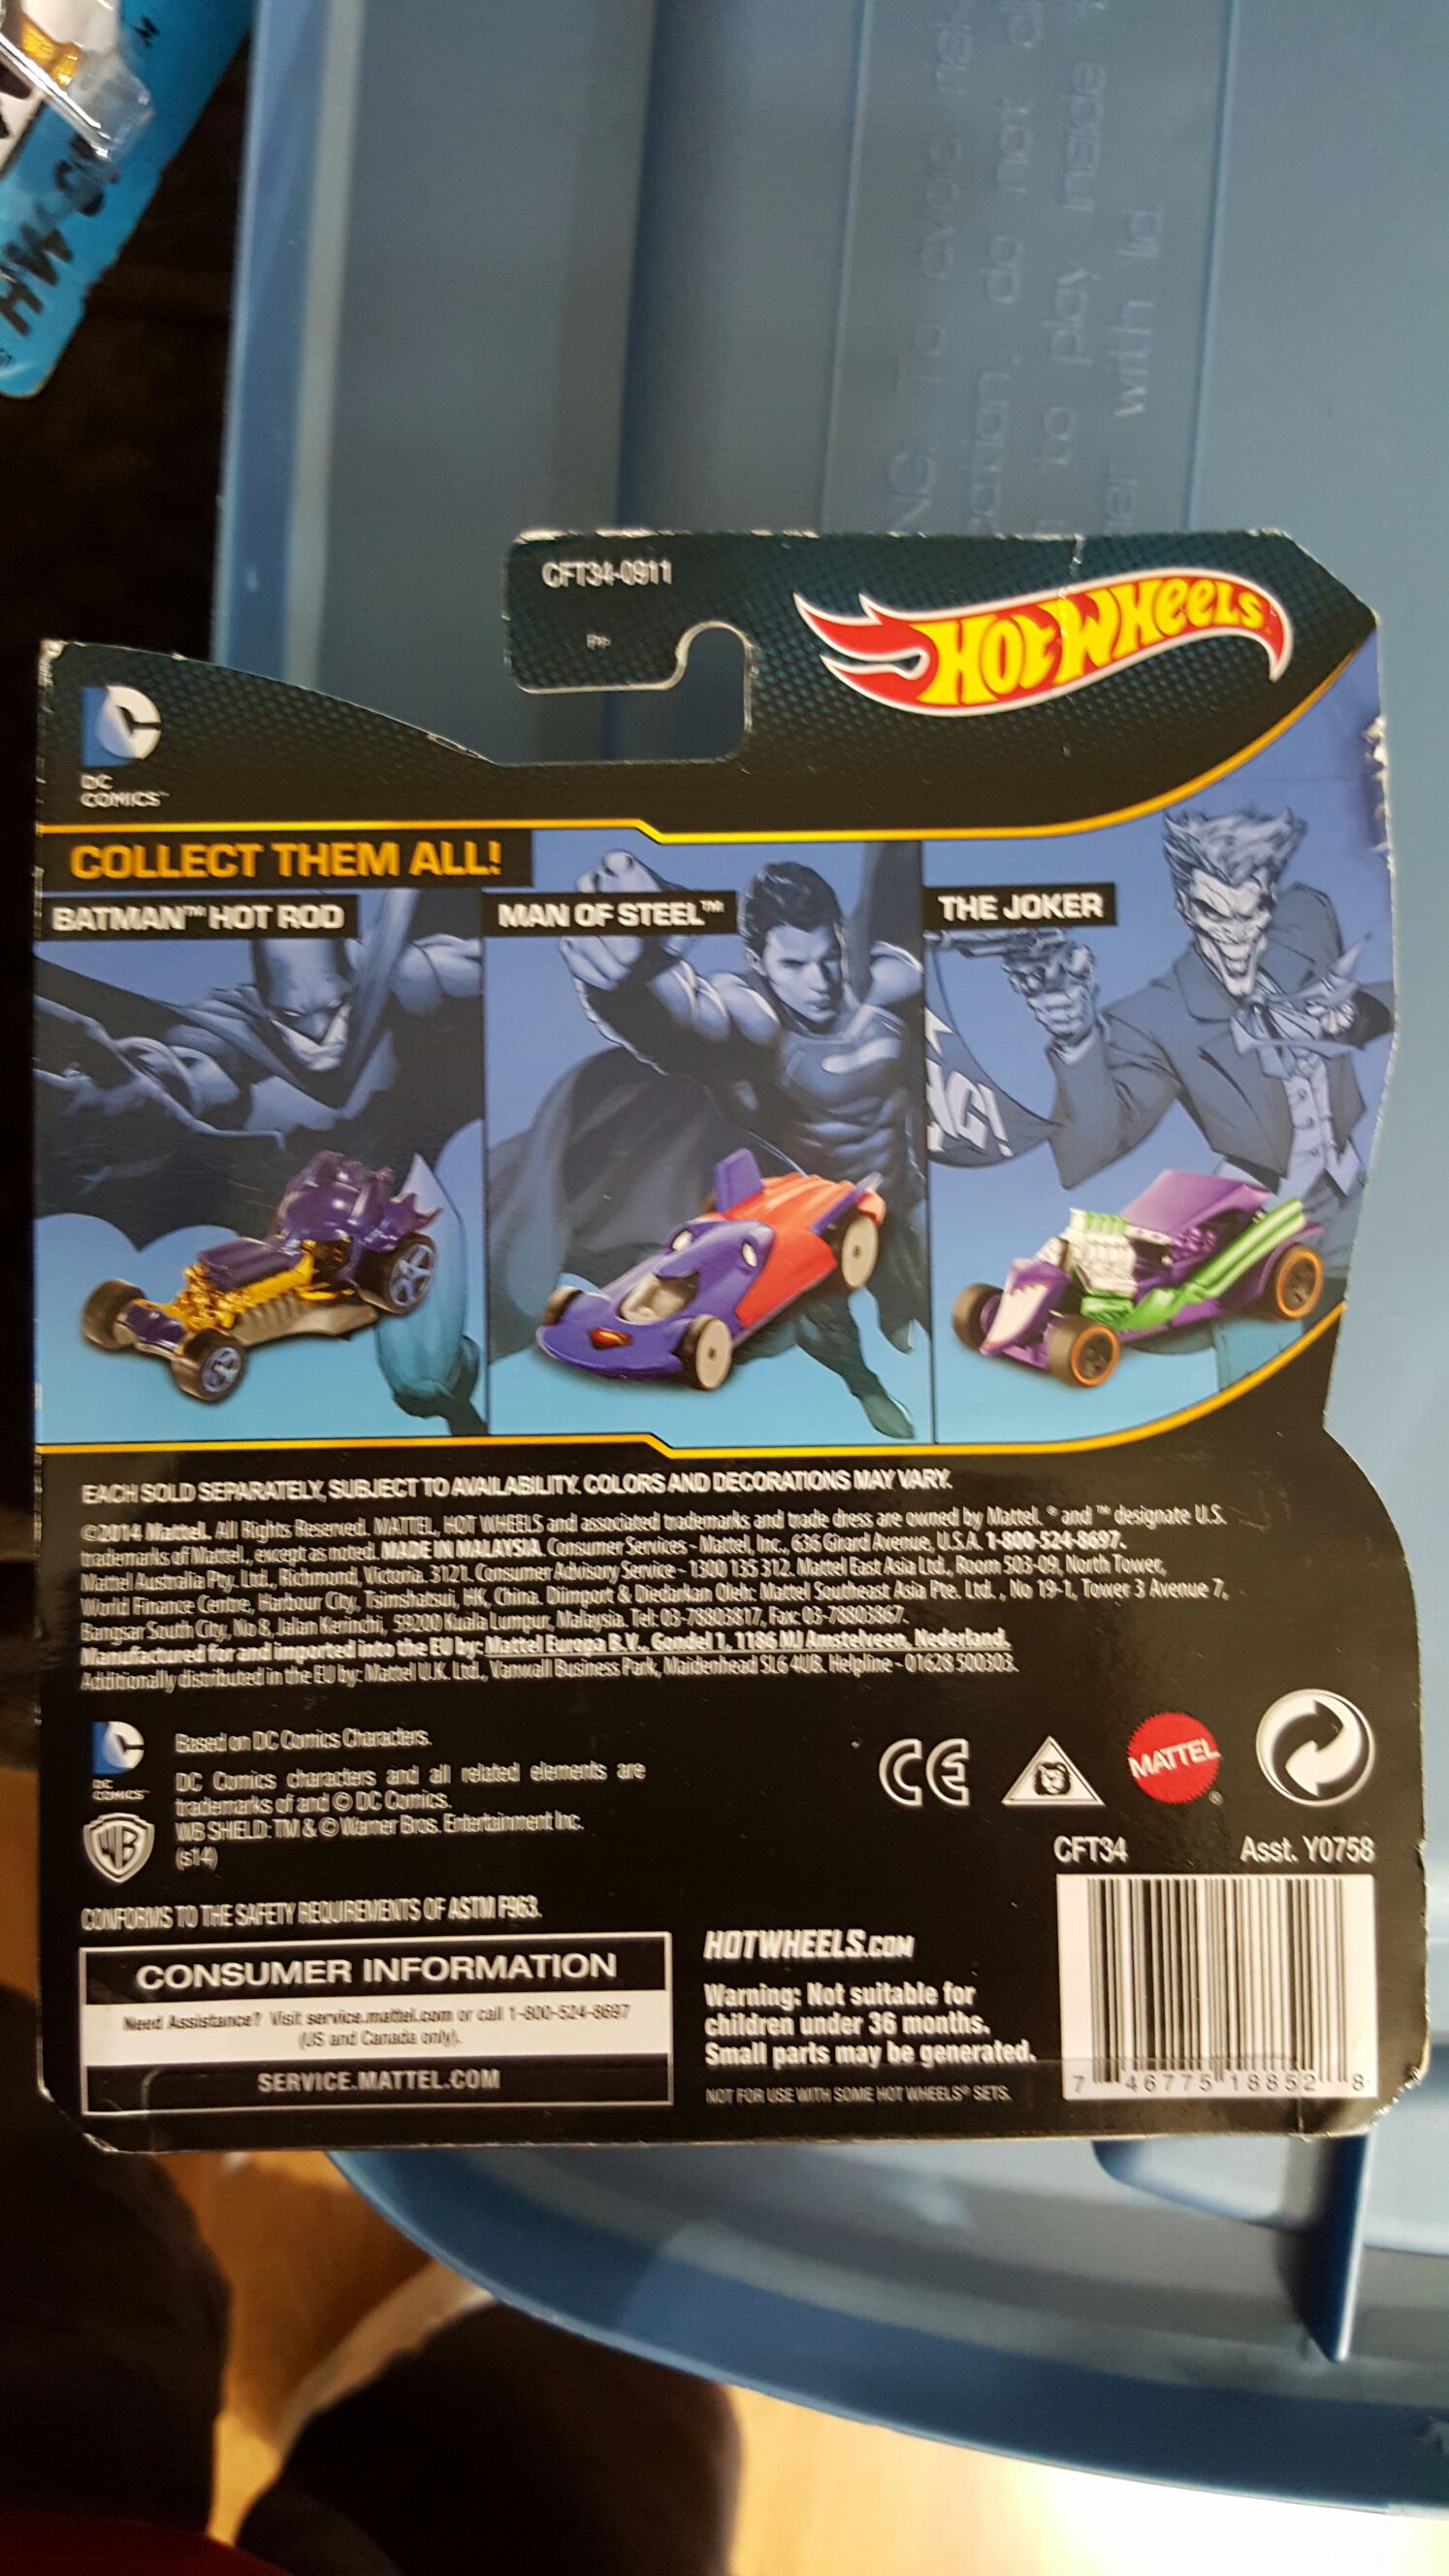 CFT34-0911
HOT WHEELS
DC
COMICS™
COLLECT THEM ALL!
BATMAN™ HOT ROD
MAN OF STEEL™
THE JOKER
EACH SOLD SEPARATELY, SUBJECT TO AVAILABILITY. COLORS AND DECORATIONS MAY VARY.
©2014 Mattel. All Rights Reserved. MATTEL, HOT WHEELS and associated trademarks and trade dress are owned by Mattel. ® and ™ designate U.S.
trademarks of Mattel., except as noted. MADE IN MALAYSIA. Consumer Services - Mattel, Inc., 636 Girard Avenue, U.S.A. 1-800-524-8697.
Mattel Australia Pty. Ltd., Richmond, Victoria. 3121. Consumer Advisory Service - 1300 135 312. Mattel East Asia Ltd., Room 503-09, North Tower,
World Finance Centre, Harbour City, Tsimshatsui, HK, China. Diimport & Diedarkan Oleh: Mattel Southeast Asia Pte. Ltd. , No 19-1, Tower 3 Avenue 7,
Bangsar South City, No 8, Jalan Kerinchi, 59200 Kuala Lumpur, Malaysia. Tel: 03-78803817, Fax: 03-78803867.
Manufactured for and imported into the EU by: Mattel Europa B.V., Gondel 1, 1186 MJ Amstelveen, Nederland.
Additionally distributed in the EU by: Mattel U.K. Ltd., Vanwall Business Park, Maidenhead SL6 4UB. Helpline - 01628 500303.
DC
COMICS™
Based on DC Comics Characters.
DC Comics characters and all related elements are
trademarks of and © DC Comics.
WB SHIELD: TM & © Warner Bros. Entertainment Inc.
(s14)
WB
CE
MATTEL
®
CFT34 Asst. Y0758
CONFORMS TO THE SAFETY REQUIREMENTS OF ASTM F963.
CONSUMER INFORMATION
Need Assistance? Visit service.mattel.com or call 1-800-524-8697
(US and Canada only).
SERVICE.MATTEL.COM
HOTWHEELS.COM
Warning: Not suitable for
children under 36 months.
Small parts may be generated.
NOT FOR USE WITH SOME HOT WHEELS® SETS.
7 46775 18852 8
do not
to play inside
with lid